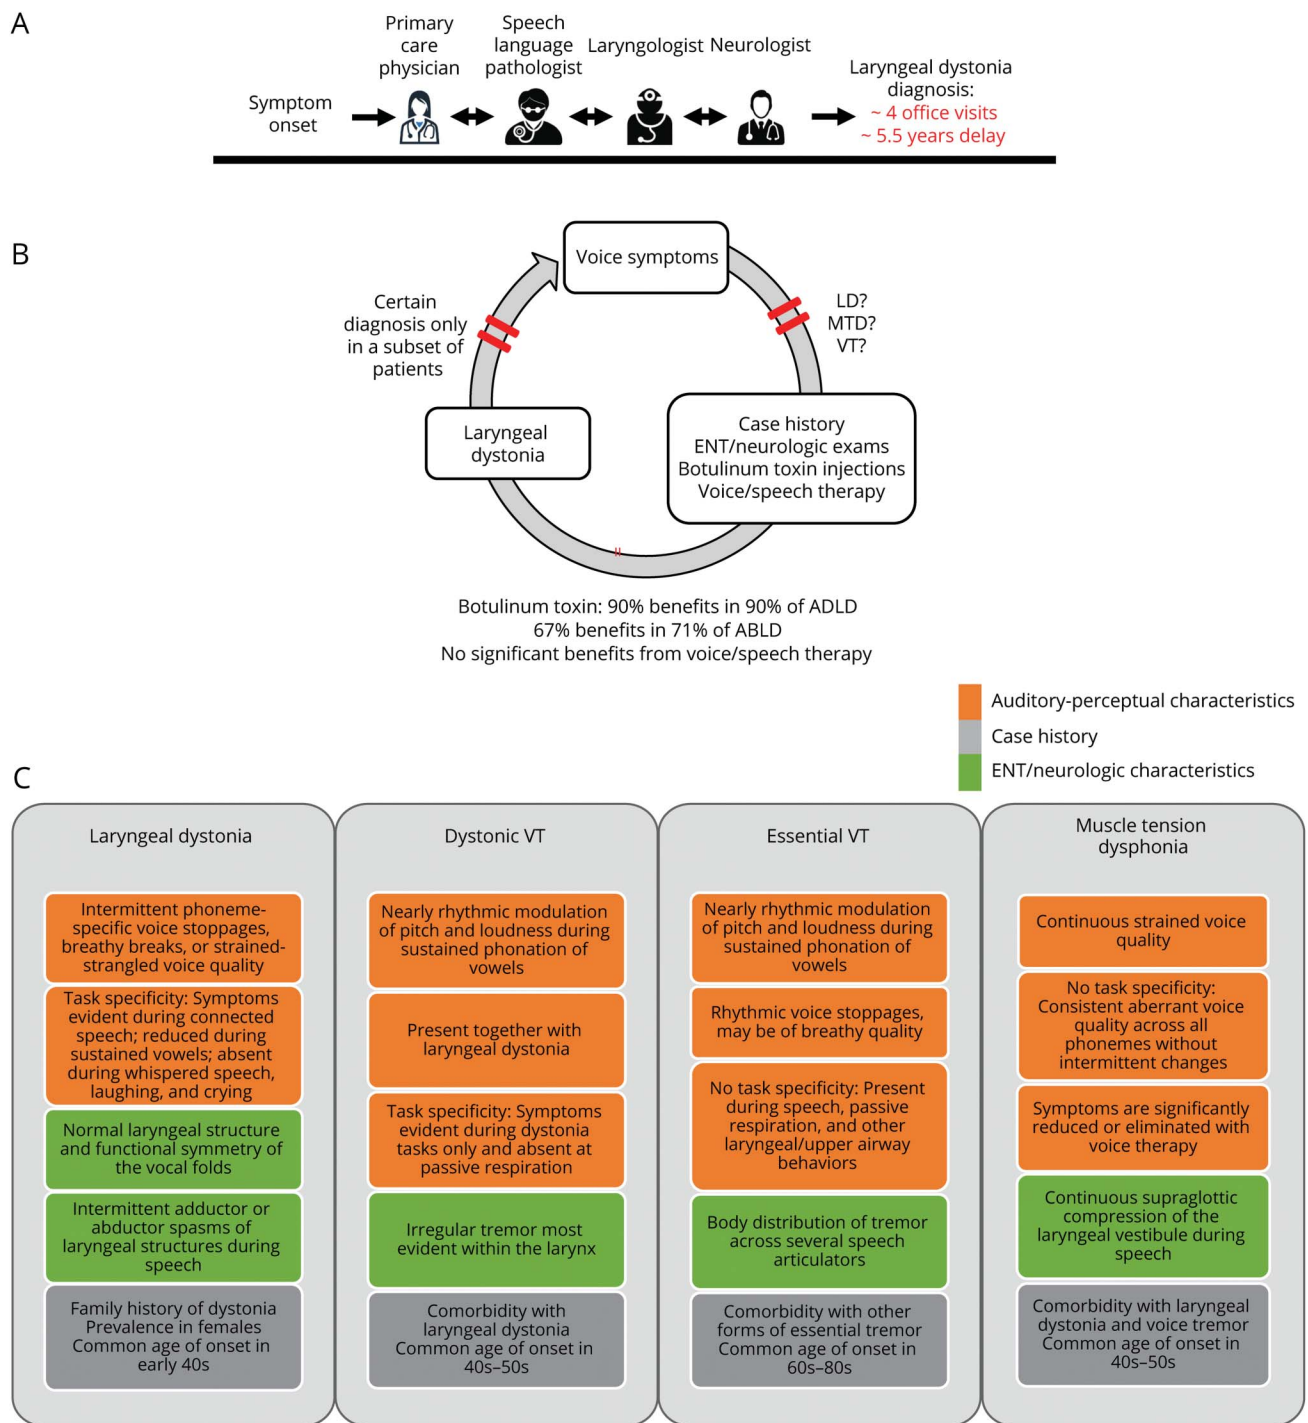 A
Primary
care
physician
Speech
language
pathologist
Laryngologist
Neurologist
Symptom
onset
Laryngeal dystonia
diagnosis:
~ 4 office visits
~ 5.5 years delay
B
Voice symptoms
Certain
diagnosis only
in a subset of
patients
LD?
MTD?
VT?
Laryngeal
dystonia
Case history
ENT/neurologic exams
Botulinum toxin injections
Voice/speech therapy
Botulinum toxin: 90% benefits in 90% of ADLD
67% benefits in 71% of ABLD
No significant benefits from voice/speech therapy
Auditory-perceptual characteristics
Case history
ENT/neurologic characteristics
C
Laryngeal dystonia
Intermittent phoneme-
specific voice stoppages,
breathy breaks, or strained-
strangled voice quality
Task specificity: Symptoms
evident during connected
speech; reduced during
sustained vowels; absent
during whispered speech,
laughing, and crying
Normal laryngeal structure
and functional symmetry of
the vocal folds
Intermittent adductor or
abductor spasms of
laryngeal structures during
speech
Family history of dystonia
Prevalence in females
Common age of onset in
early 40s
Dystonic VT
Nearly rhythmic modulation
of pitch and loudness during
sustained phonation of
vowels
Present together with
laryngeal dystonia
Task specificity: Symptoms
evident during dystonia
tasks only and absent at
passive respiration
Irregular tremor most
evident within the larynx
Comorbidity with
laryngeal dystonia
Common age of onset in
40s–50s
Essential VT
Nearly rhythmic modulation
of pitch and loudness during
sustained phonation of
vowels
Rhythmic voice stoppages,
may be of breathy quality
No task specificity: Present
during speech, passive
respiration, and other
laryngeal/upper airway
behaviors
Body distribution of tremor
across several speech
articulators
Comorbidity with other
forms of essential tremor
Common age of onset in
60s–80s
Muscle tension
dysphonia
Continuous strained voice
quality
No task specificity:
Consistent aberrant voice
quality across all
phonemes without
intermittent changes
Symptoms are significantly
reduced or eliminated with
voice therapy
Continuous supraglottic
compression of the
laryngeal vestibule during
speech
Comorbidity with laryngeal
dystonia and voice tremor
Common age of onset in
40s–50s